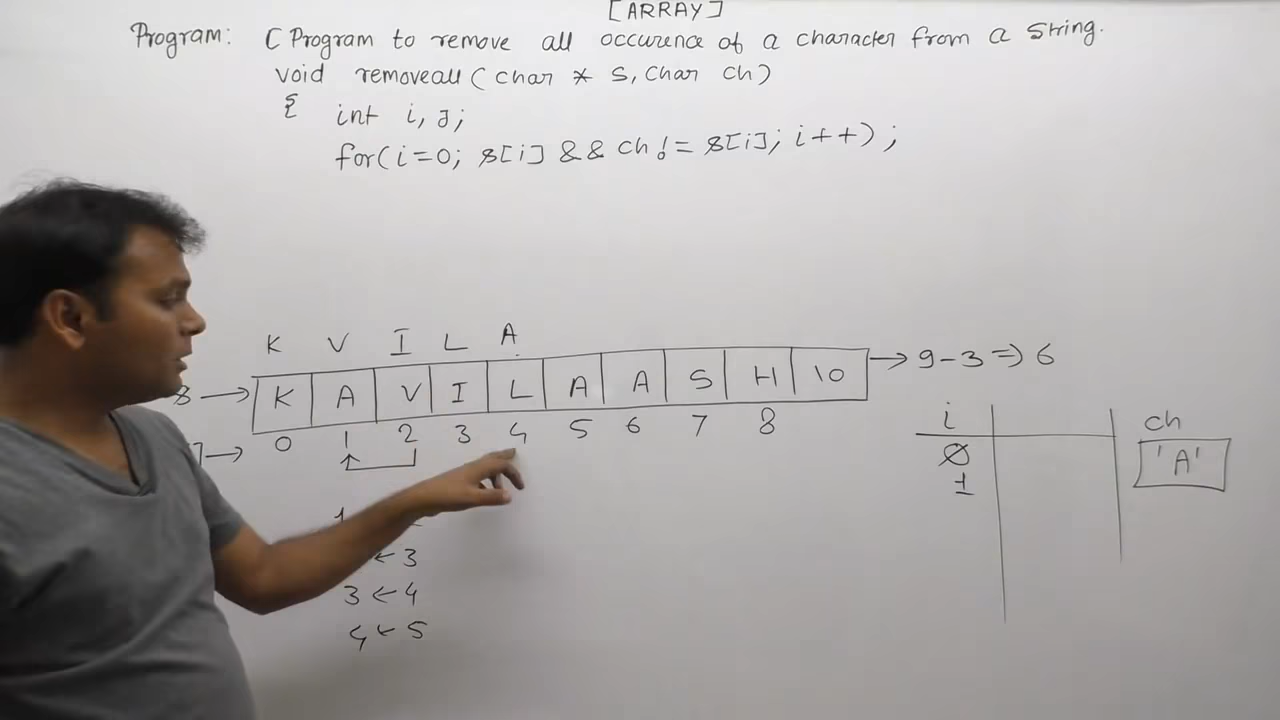 [ARRAY]
Program: C Program to remove all occurence of a character from a string.
void removeall (char * s, char ch)
{ int i, j;
for(i=0; s[i] && ch != s[i]; i++);
K V I L A
s → K A V I L A A S H \0 → 9-3 => 6
0 1 2 3 4 5 6 7 8
i ch
0 'A'
1
1
← 3
3 ← 4
4 ← 5